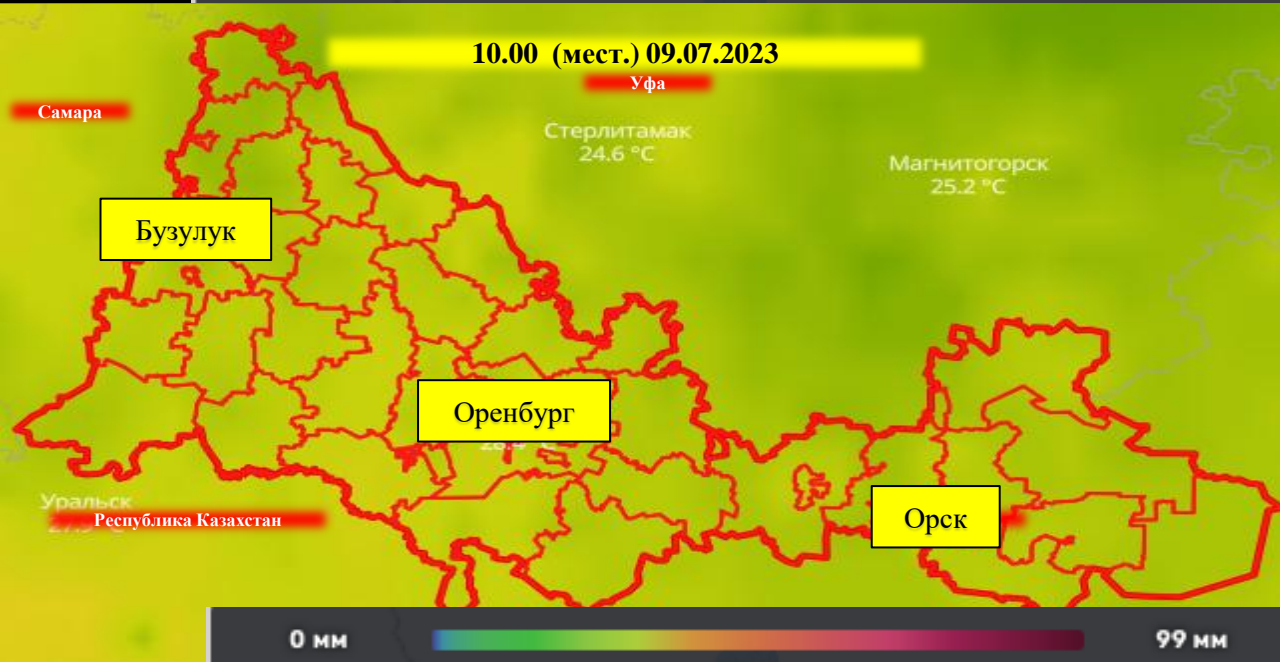 10.00 (мест.) 09.07.2023
Уфа
Самара
Стерлитамак
24.6 °C
Магнитогорск
25.2 °C
Бузулук
Оренбург
Уральск
Республика Казахстан
Орск
0 мм
99 мм